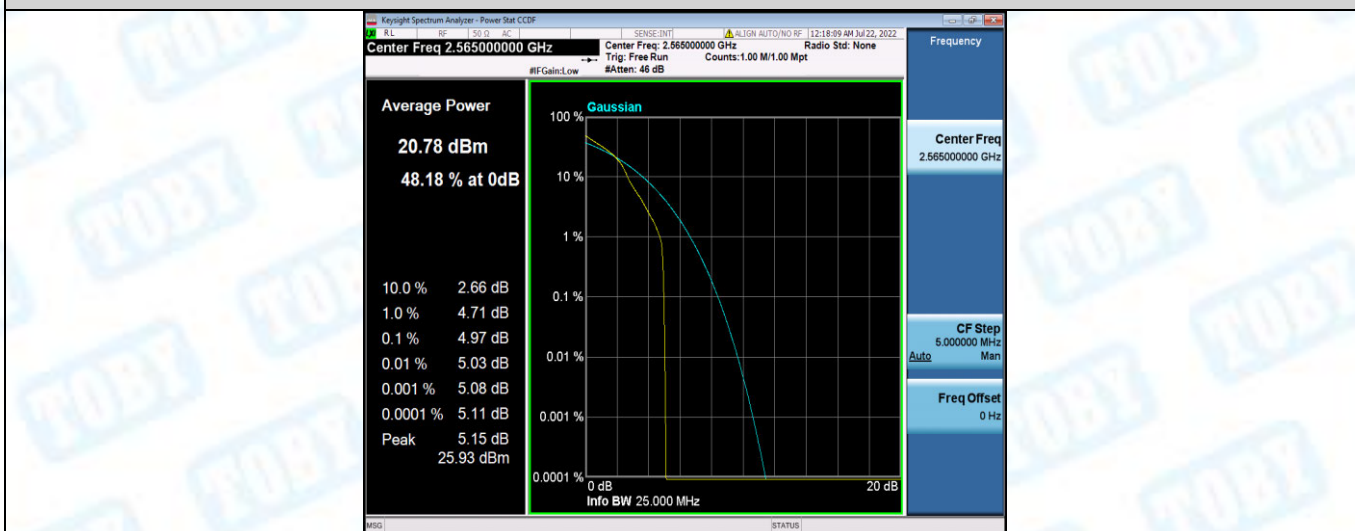 Keysight Spectrum Analyzer - Power Stat CCDF
RL RF 50 Ω AC SENSE:INT ALIGN AUTO/NO RF 12:18:09 AM Jul 22, 2022
Center Freq 2.565000000 GHz
Center Freq: 2.565000000 GHz Radio Std: None
Trig: Free Run Counts:1.00 M/1.00 Mpt
#IFGain:Low #Atten: 46 dB
Frequency
Average Power
20.78 dBm
48.18 % at 0dB
10.0 % 2.66 dB
1.0 % 4.71 dB
0.1 % 4.97 dB
0.01 % 5.03 dB
0.001 % 5.08 dB
0.0001 % 5.11 dB
Peak 5.15 dB
25.93 dBm
Gaussian
100 %
10 %
1 %
0.1 %
0.01 %
0.001 %
0.0001 %
0 dB 20 dB
Info BW 25.000 MHz
Center Freq
2.565000000 GHz
CF Step
5.000000 MHz
Auto Man
Freq Offset
0 Hz
MSG STATUS
TOBY
TOBY
TOBY
TOBY
TOBY
TOBY
TOBY